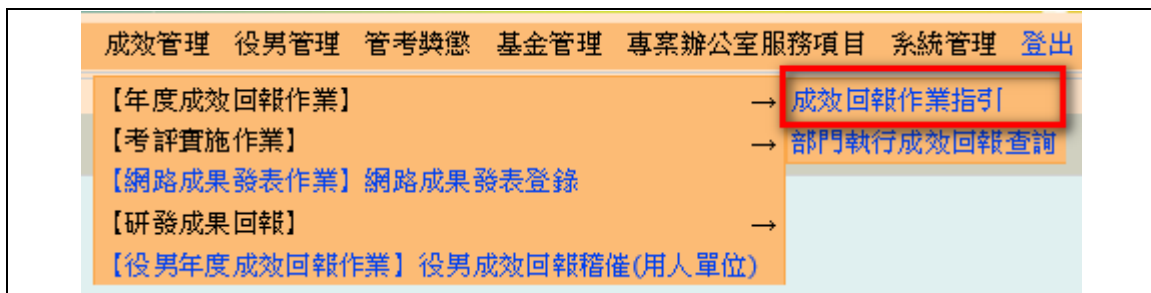 成效管理 役男管理 管考獎懲 基金管理 專案辦公室服務項目 系統管理 登出
【年度成效回報作業】 → 成效回報作業指引
【考評實施作業】 → 部門執行成效回報查詢
【網路成果發表作業】網路成果發表登錄
【研發成果回報】 →
【役男年度成效回報作業】役男成效回報稽催(用人單位)